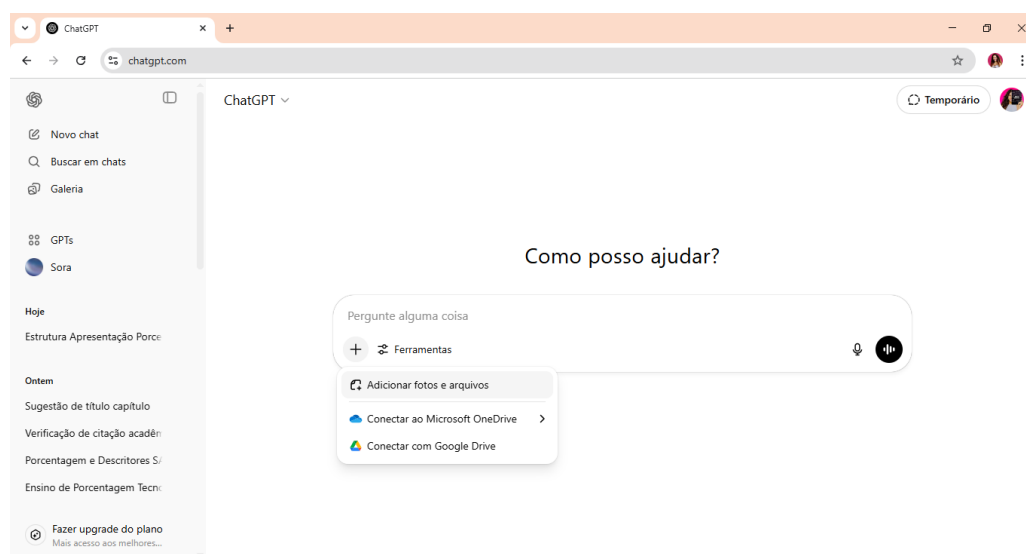 ChatGPT
chatgpt.com
ChatGPT
Temporário
Novo chat
Buscar em chats
Galeria
GPTs
Sora
Hoje
Estrutura Apresentação Porce
Ontem
Sugestão de título capítulo
Verificação de citação acadên
Porcentagem e Descritores S
Ensino de Porcentagem Tecno
Fazer upgrade do plano
Mais acesso aos melhores...
Como posso ajudar?
Pergunte alguma coisa
Ferramentas
Adicionar fotos e arquivos
Conectar ao Microsoft OneDrive
Conectar com Google Drive